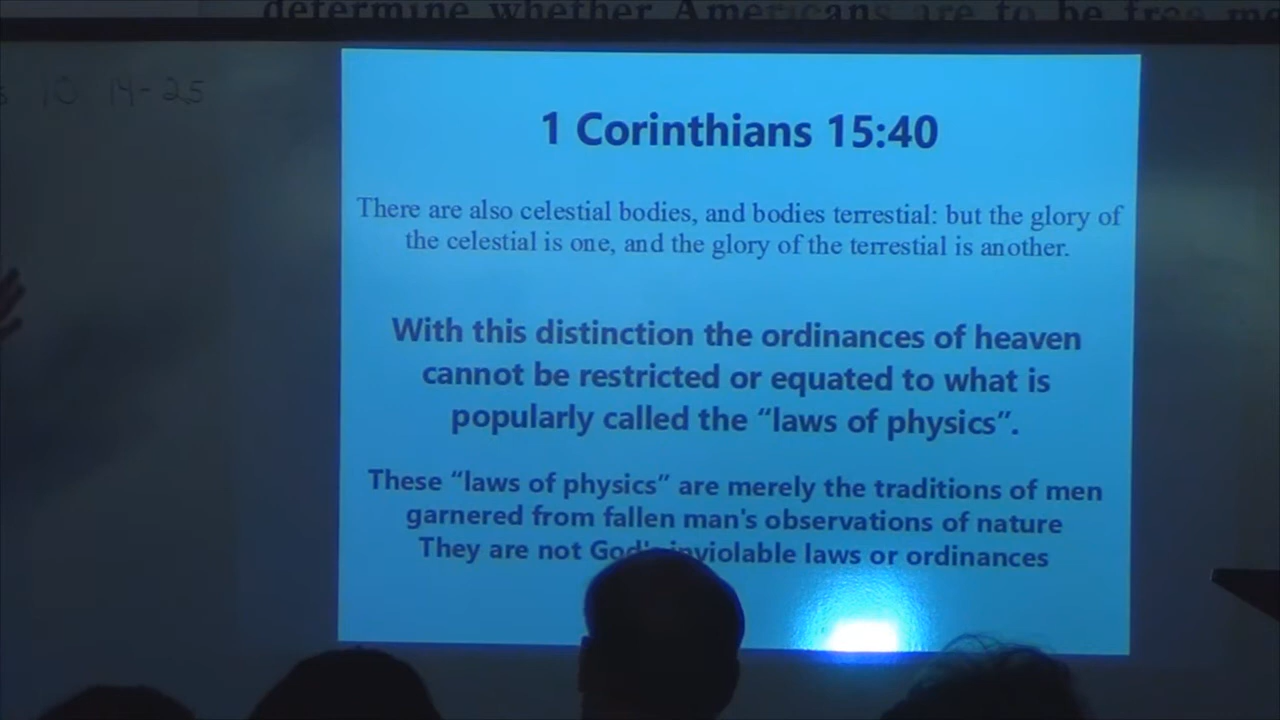 determine whether Americans are to be free me
10 14-25
1 Corinthians 15:40
There are also celestial bodies, and bodies terrestial: but the glory of
the celestial is one, and the glory of the terrestial is another.
With this distinction the ordinances of heaven
cannot be restricted or equated to what is
popularly called the “laws of physics”.
These “laws of physics” are merely the traditions of men
garnered from fallen man's observations of nature
They are not God's inviolable laws or ordinances